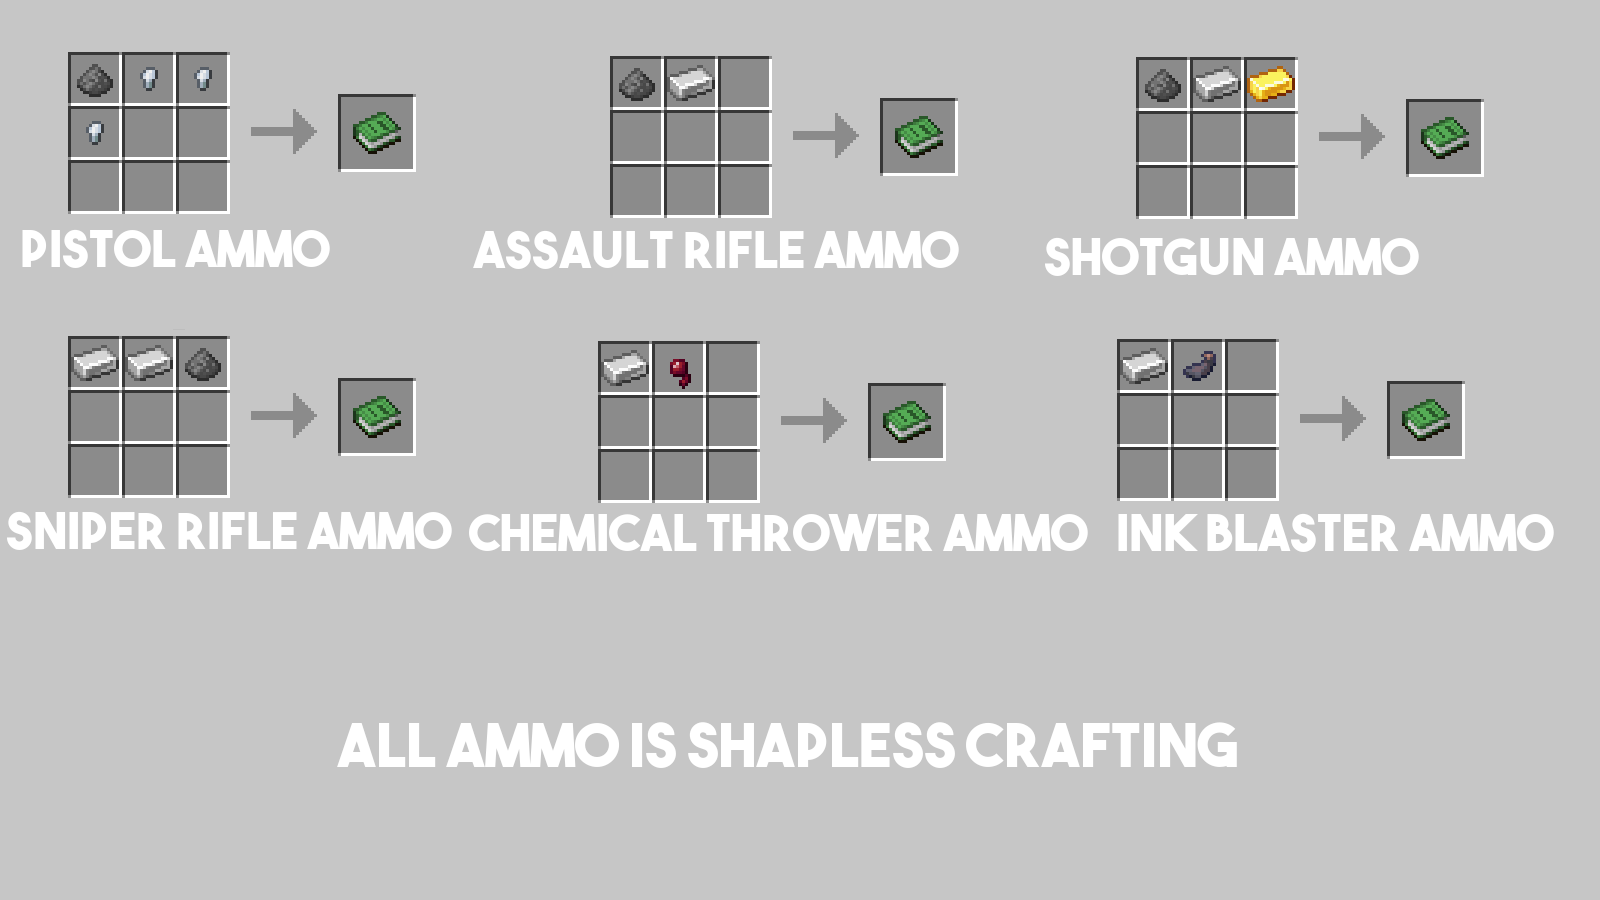 PISTOL AMMO
ASSAULT RIFLE AMMO
SHOTGUN AMMO
SNIPER RIFLE AMMO
CHEMICAL THROWER AMMO
INK BLASTER AMMO
ALL AMMO IS SHAPLESS CRAFTING